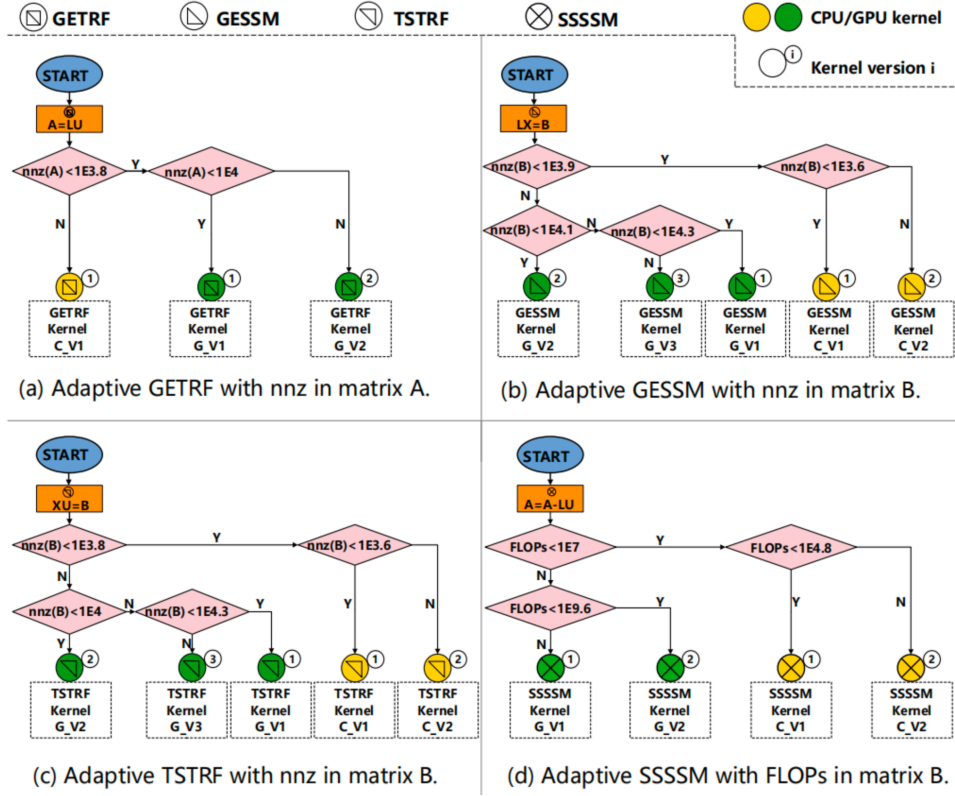 GETRF GESSM TSTRF SSSSM CPU/GPU kernel
i Kernel version i
START
A=LU
nnz(A)<1E3.8 Y nnz(A)<1E4
N Y N
1 1 2
GETRF GETRF GETRF
Kernel Kernel Kernel
C_V1 G_V1 G_V2
(a) Adaptive GETRF with nnz in matrix A.
START
LX=B
nnz(B)<1E3.9 Y nnz(B)<1E3.6
N
nnz(B)<1E4.1 N nnz(B)<1E4.3 Y Y N
Y N
2 3 1 1 2
GESSM GESSM GESSM GESSM GESSM
Kernel Kernel Kernel Kernel Kernel
G_V2 G_V3 G_V1 C_V1 C_V2
(b) Adaptive GESSM with nnz in matrix B.
START
XU=B
nnz(B)<1E3.8 Y nnz(B)<1E3.6
N
nnz(B)<1E4 N nnz(B)<1E4.3 Y Y N
Y N
2 3 1 1 2
TSTRF TSTRF TSTRF TSTRF TSTRF
Kernel Kernel Kernel Kernel Kernel
G_V2 G_V3 G_V1 C_V1 C_V2
(c) Adaptive TSTRF with nnz in matrix B.
START
A=A-LU
FLOPs<1E7 Y FLOPs<1E4.8
N
FLOPs<1E9.6 Y Y N
N
1 2 1 2
SSSSM SSSSM SSSSM SSSSM
Kernel Kernel Kernel Kernel
G_V1 G_V2 C_V1 C_V2
(d) Adaptive SSSSM with FLOPs in matrix B.